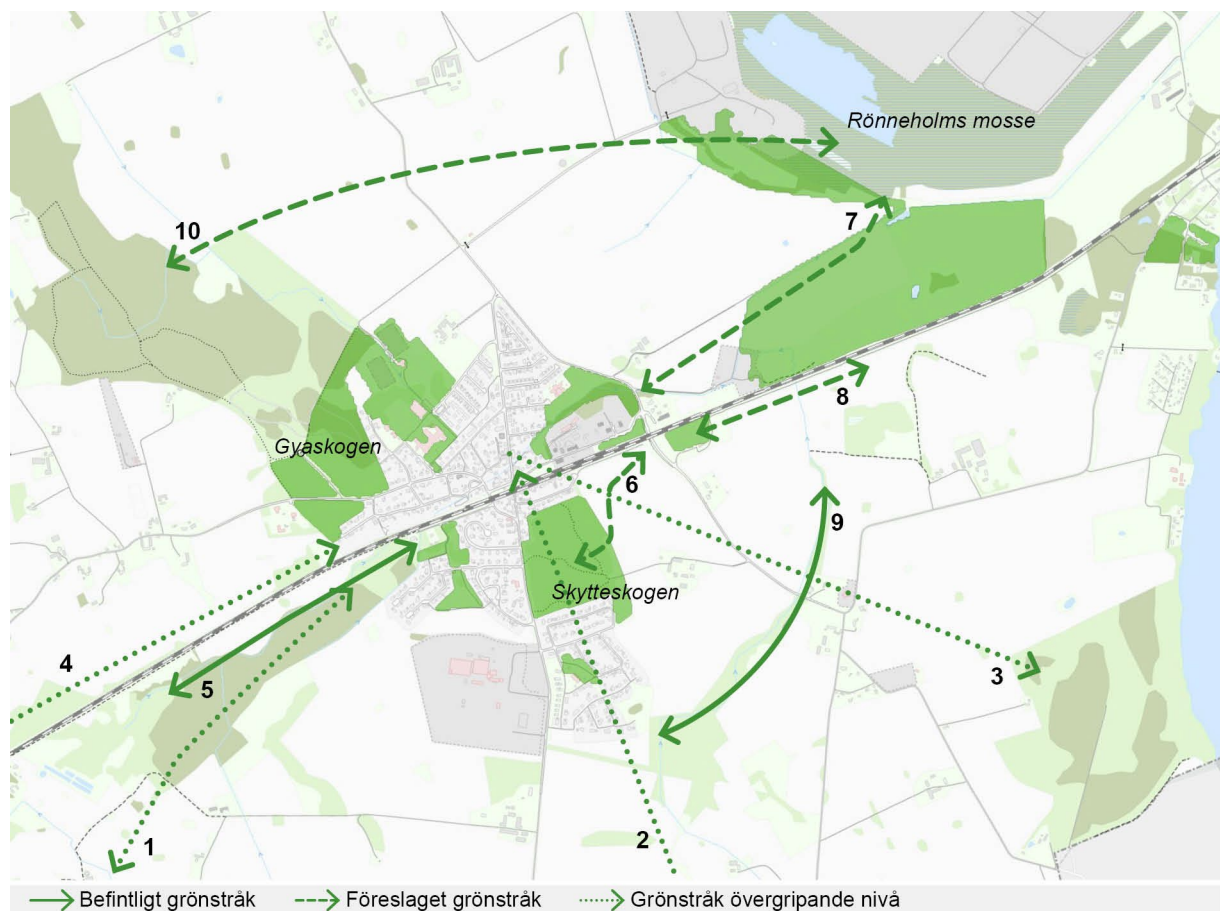 Rönneholms mosse
7
10
Gyaskogen
8
6
9
Skytteskogen
4
5
3
1
2
Befintligt grönstråk
Föreslaget grönstråk
Grönstråk övergripande nivå